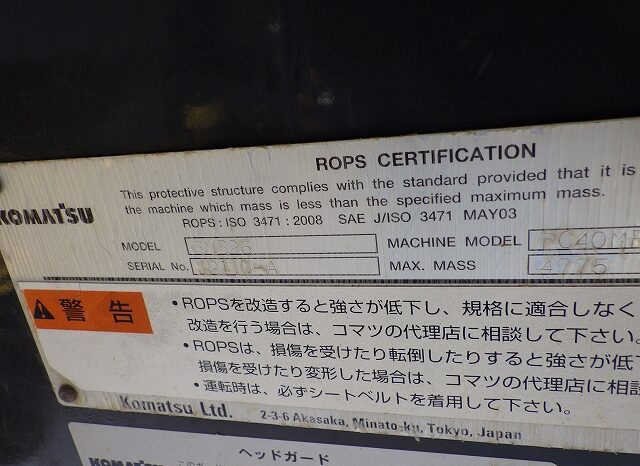 ROPS CERTIFICATION
KOMATSU
This protective structure complies with the standard provided that it is
the machine which mass is less than the specified maximum mass.
ROPS : ISO 3471 : 2008 SAE J/ISO 3471 MAY03
MODEL MACHINE MODEL PC40MR
SERIAL No. MAX. MASS 4775
警告
・ROPSを改造すると強さが低下し、規格に適合しなく
改造を行う場合は、コマツの代理店に相談して下さい。
・ROPSは、損傷を受けたり転倒したりすると強さが低下
損傷を受けたり変形した場合は、コマツの代理店に相談
・運転時は、必ずシートベルトを着用して下さい。
Komatsu Ltd. 2-3-6 Akasaka, Minato-ku, Tokyo, Japan
ヘッドガード
KOMATSU